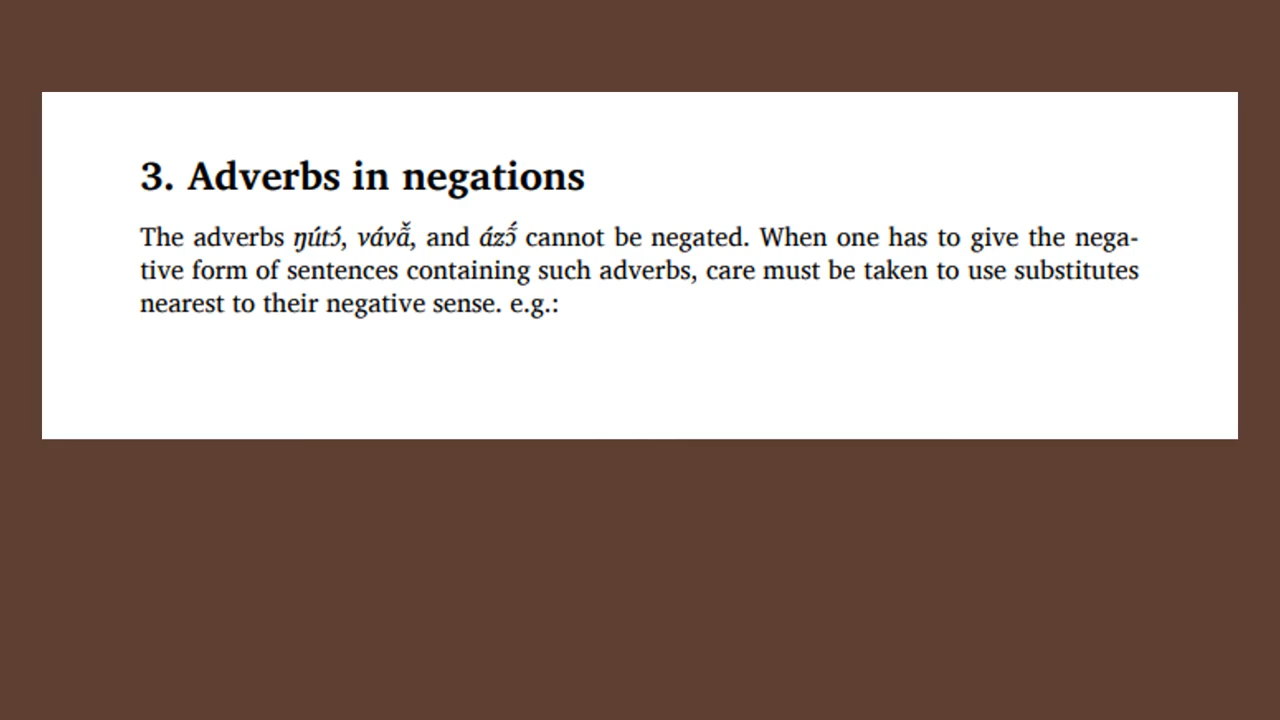 3. Adverbs in negations
The adverbs ŋútɔ́, vávã̌, and ázɔ̃́ cannot be negated. When one has to give the nega-
tive form of sentences containing such adverbs, care must be taken to use substitutes
nearest to their negative sense. e.g.: